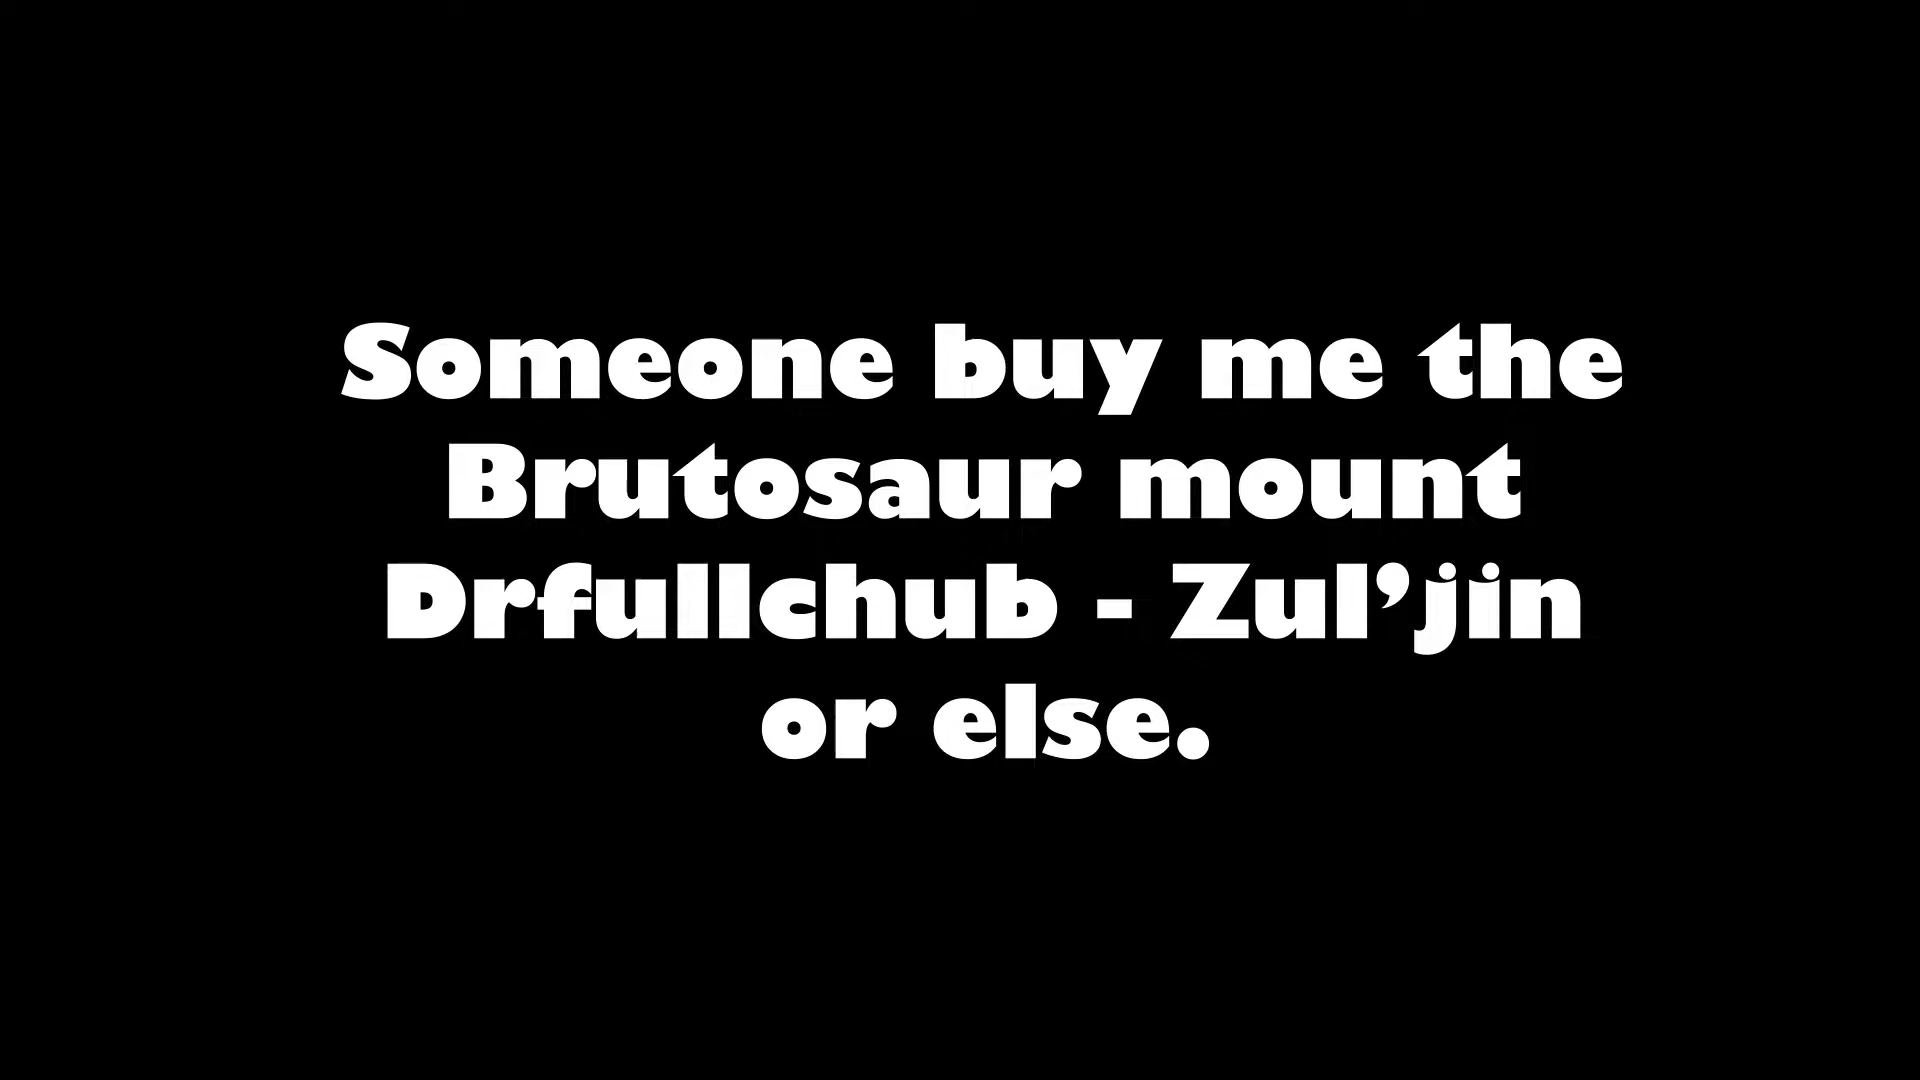 Someone buy me the
Brutosaur mount
Drfullchub - Zul’jin
or else.